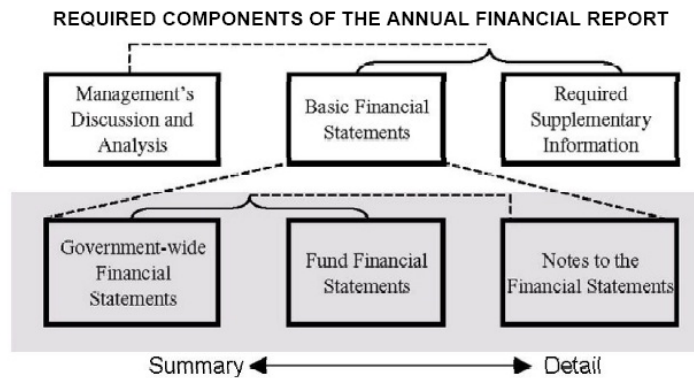 REQUIRED COMPONENTS OF THE ANNUAL FINANCIAL REPORT
Management's
Discussion and
Analysis
Basic Financial
Statements
Required
Supplementary
Information
Government-wide
Financial
Statements
Fund Financial
Statements
Notes to the
Financial Statements
Summary
Detail